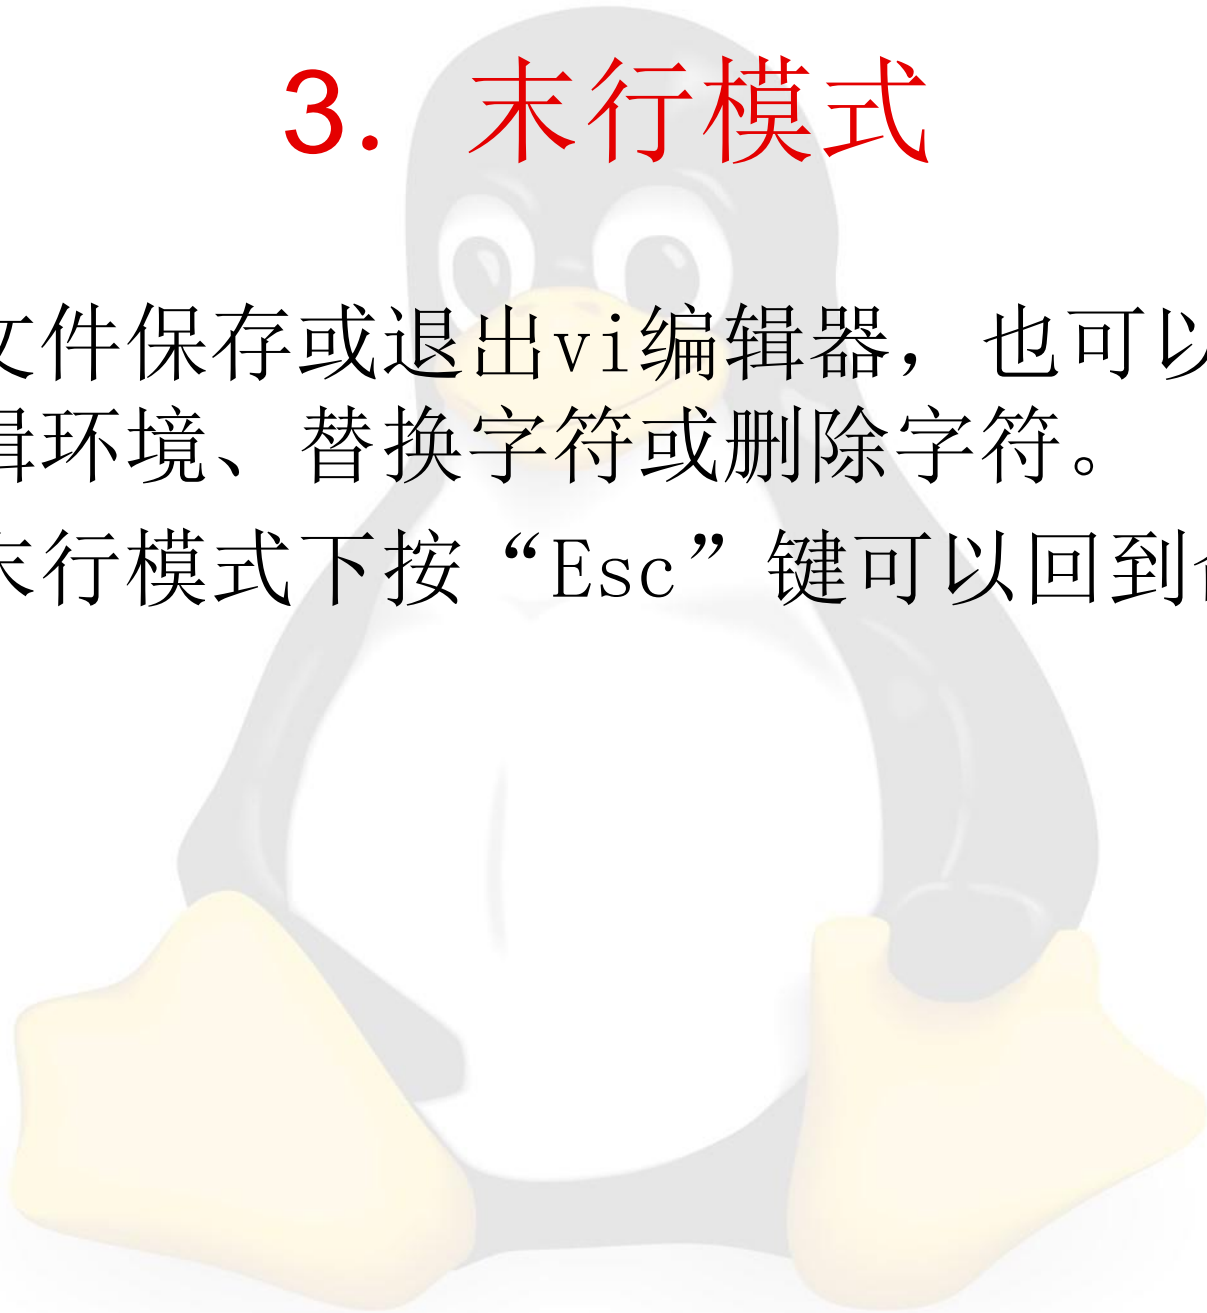 3. 末行模式
文件保存或退出vi编辑器，也可以
辑环境、替换字符或删除字符。
末行模式下按“Esc”键可以回到